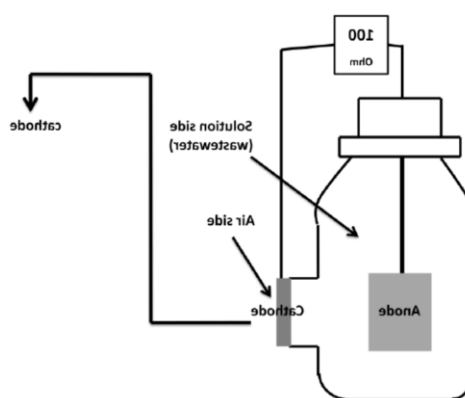 100
Ohm
Solution side
(wastewater)
cathode
Air side
Cathode
Anode